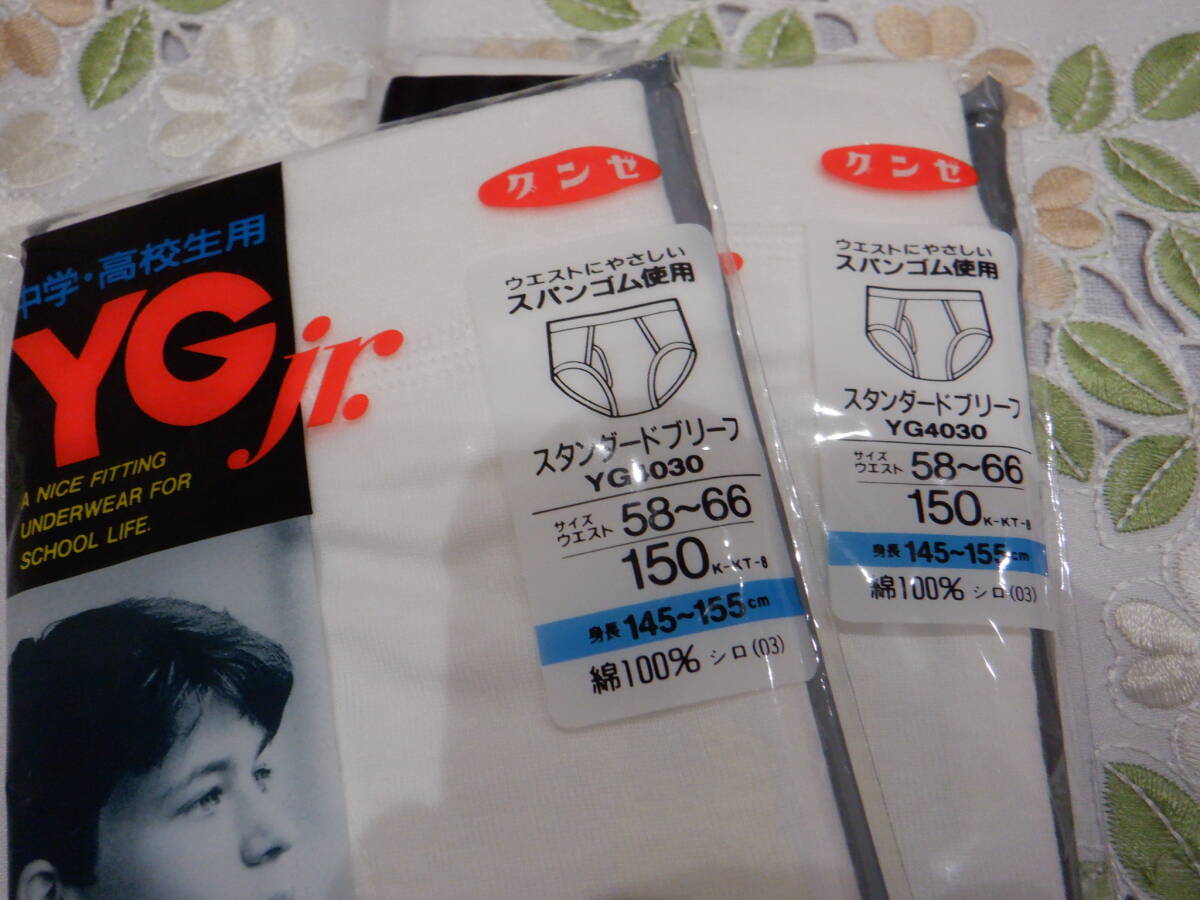 中学・高校生用
YG jr.
A NICE FITTING
UNDERWEAR FOR
SCHOOL LIFE.
グンゼ
ウエストにやさしい
スパンゴム使用
スタンダードブリーフ
YG4030
サイズ
ウエスト 58~66
150 K-KT-8
身長 145~155cm
綿100% シロ(03)
グンゼ
ウエストにやさしい
スパンゴム使用
スタンダードブリーフ
YG4030
サイズ
ウエスト 58~66
150 K-KT-8
身長 145~155cm
綿100% シロ(03)